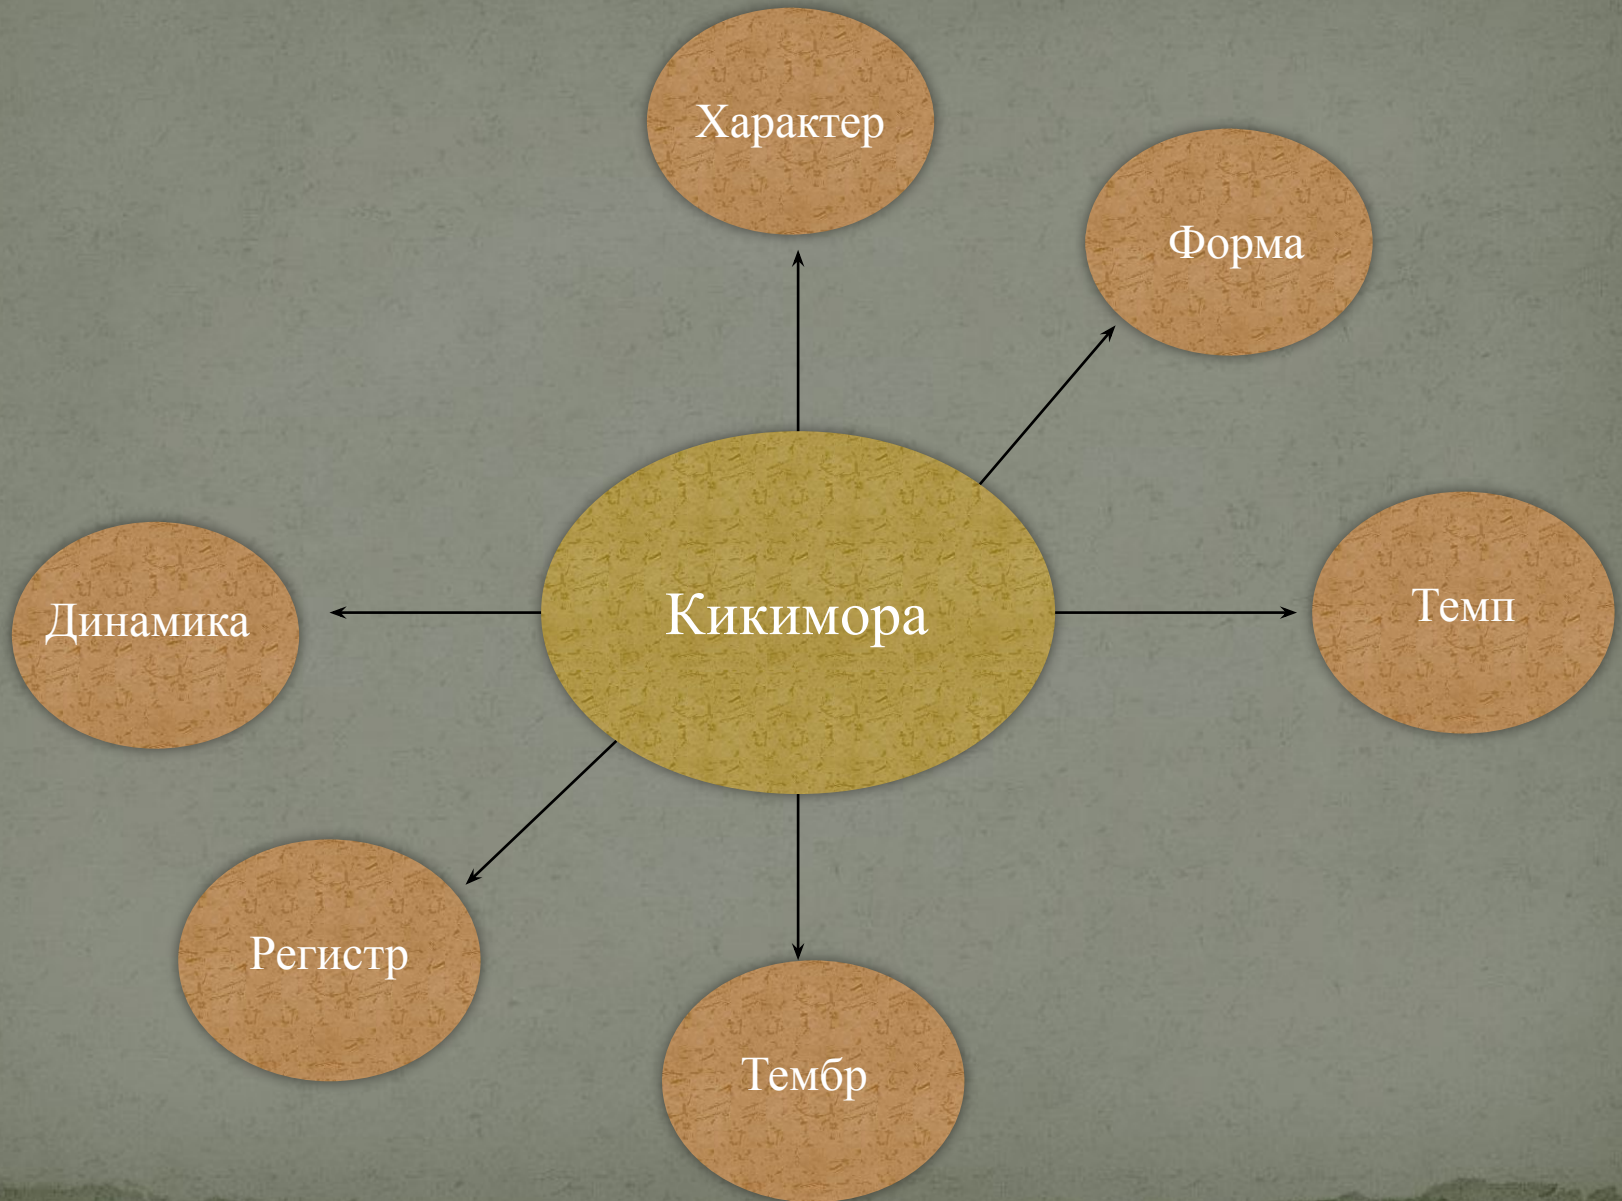 Характер
Форма
Динамика
Кикимора
Темп
Регистр
Тембр